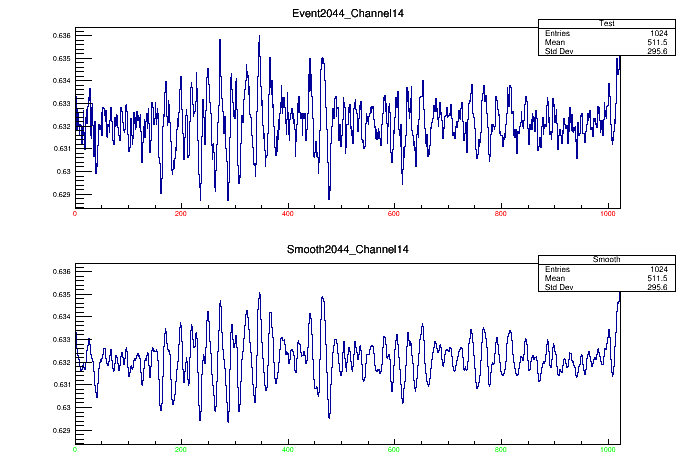 Event2044_Channel14
Test
Entries 1024
Mean 511.5
Std Dev 295.6
0.636
0.635
0.634
0.633
0.632
0.631
0.63
0.629
0 200 400 600 800 1000
Smooth2044_Channel14
Smooth
Entries 1024
Mean 511.5
Std Dev 295.6
0.636
0.635
0.634
0.633
0.632
0.631
0.63
0.629
0 200 400 600 800 1000